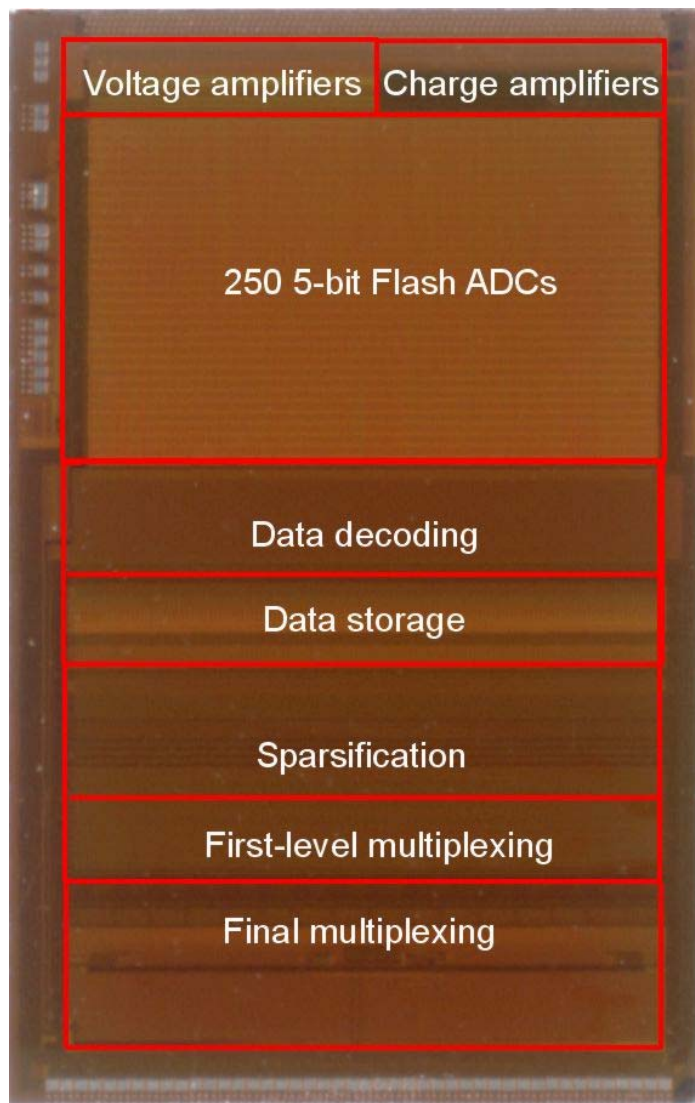 Voltage amplifiers
Charge amplifiers
250 5-bit Flash ADCs
Data decoding
Data storage
Sparsification
First-level multiplexing
Final multiplexing